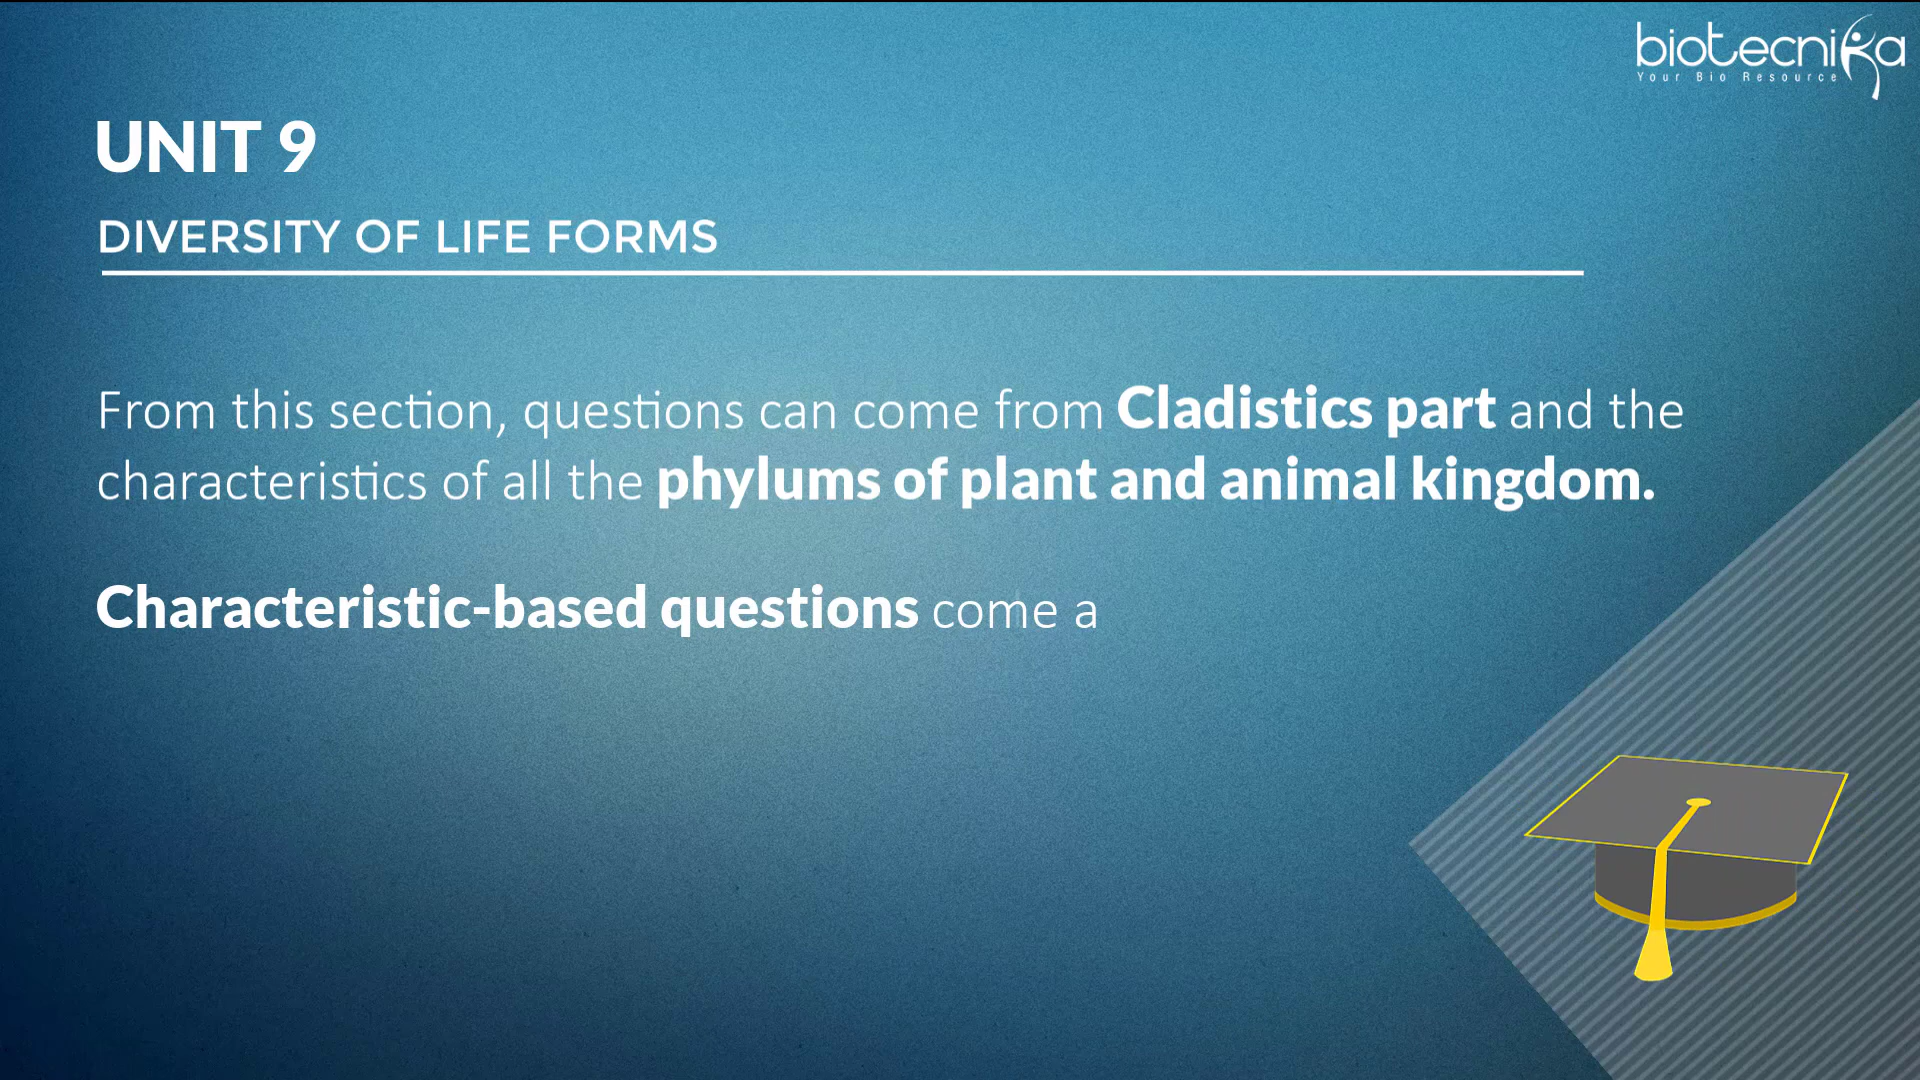 biotecnika
Your Bio Resource
UNIT 9
DIVERSITY OF LIFE FORMS
From this section, questions can come from Cladistics part and the
characteristics of all the phylums of plant and animal kingdom.
Characteristic-based questions come a